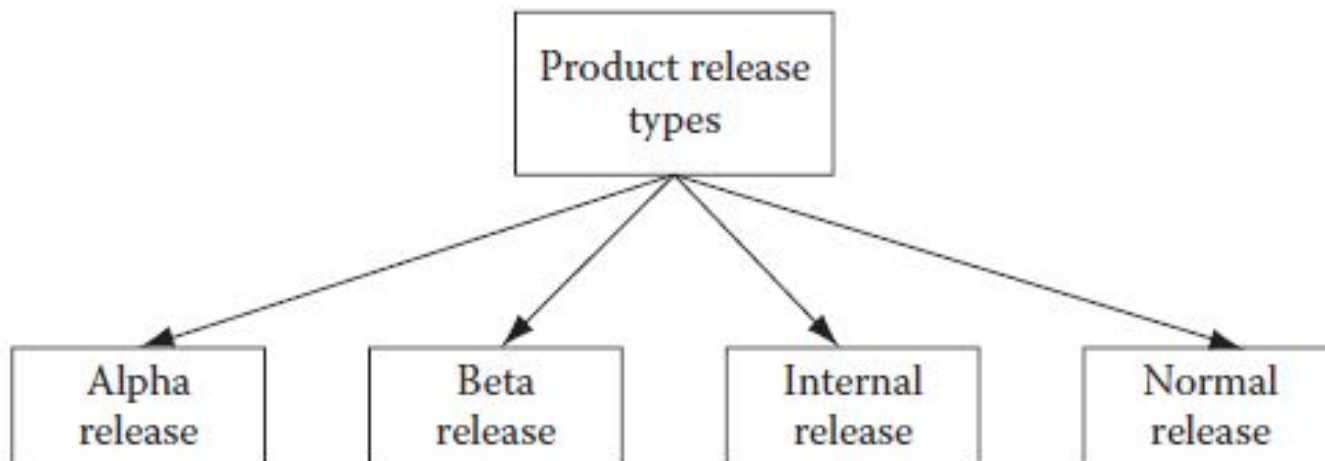 Product release
types
Alpha
release
Beta
release
Internal
release
Normal
release